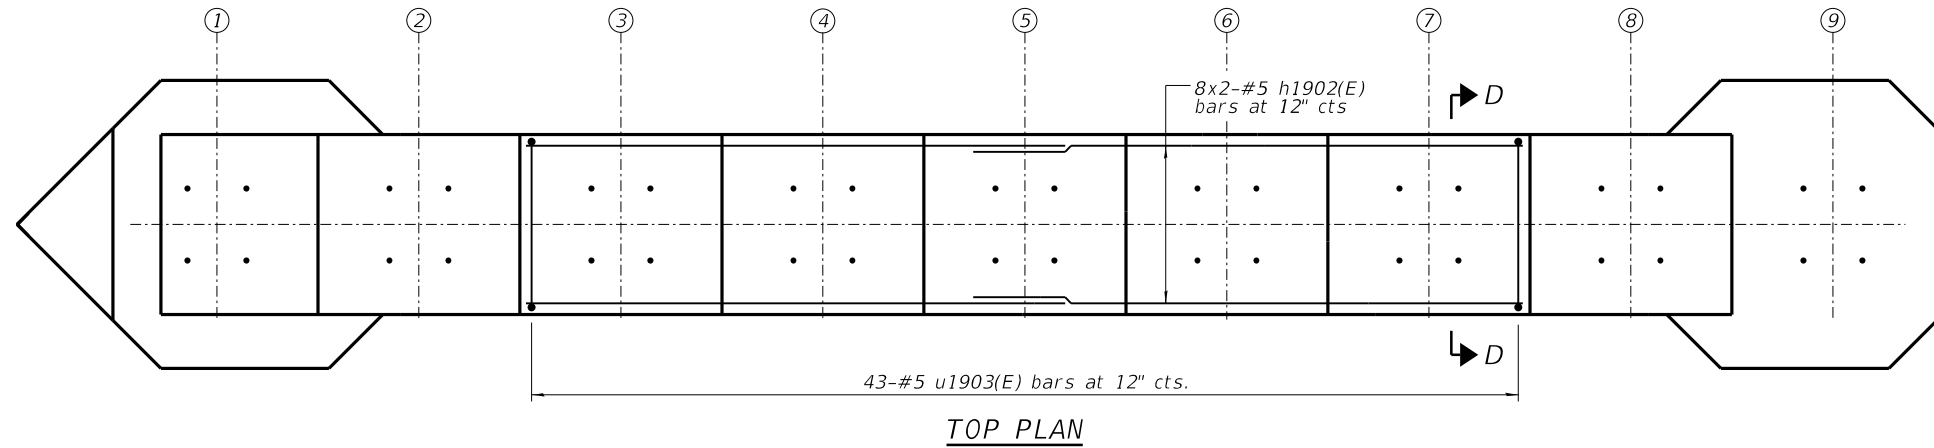 1 2 3 4 5 6 7 8 9
8x2-#5 h1902(E)
bars at 12" cts
D
D
43-#5 u1903(E) bars at 12" cts.
TOP PLAN